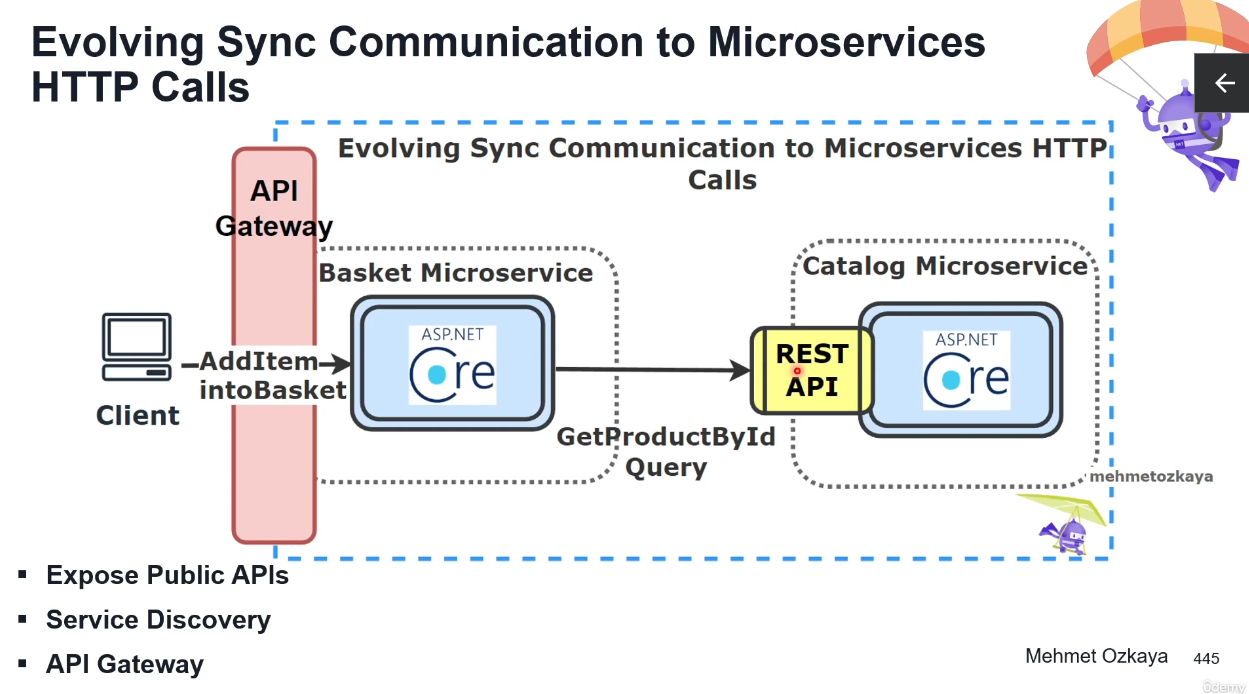 Evolving Sync Communication to Microservices
HTTP Calls
Evolving Sync Communication to Microservices HTTP
Calls
API
Gateway
Basket Microservice
Catalog Microservice
ASP.NET
Core
REST
API
ASP.NET
Core
AddItem
intoBasket
Client
GetProductById
Query
mehmetozkaya
▪ Expose Public APIs
▪ Service Discovery
▪ API Gateway
Mehmet Ozkaya 445
ûdemy